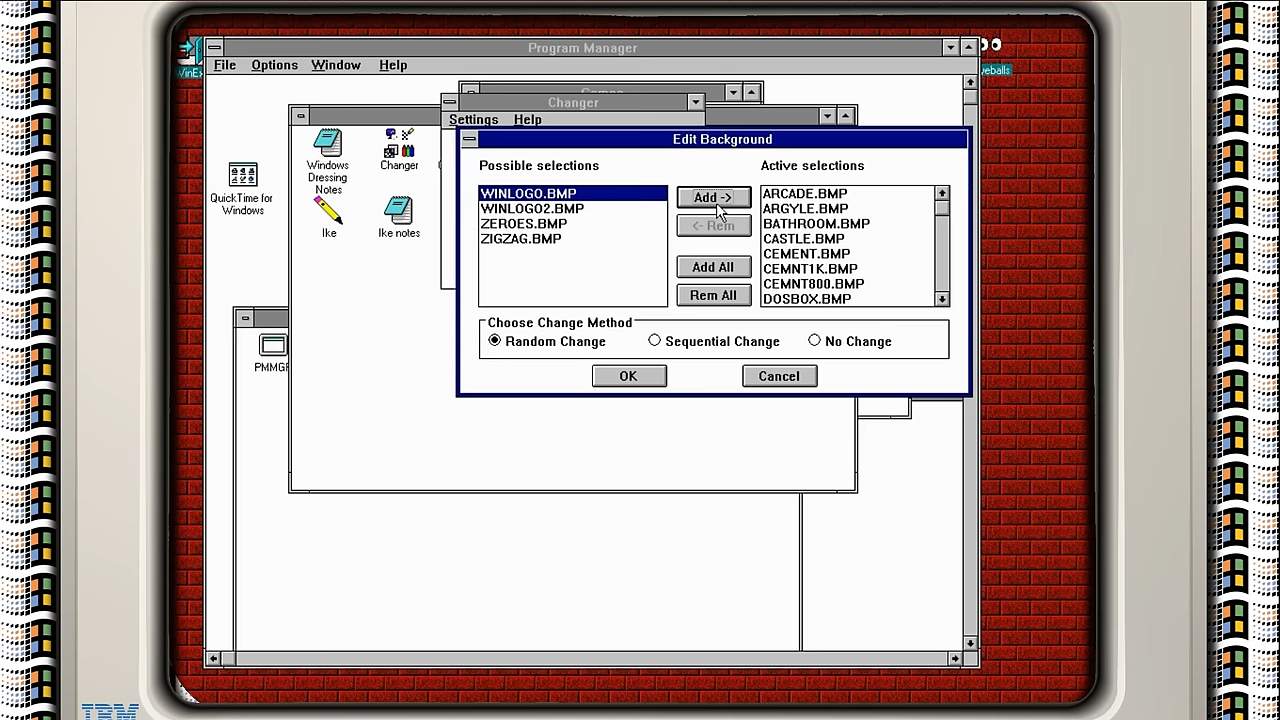 Program Manager
File Options Window Help
Changer
Settings Help
Edit Background
Possible selections
Active selections
WINLOGO.BMP
WINLOGO2.BMP
ZEROES.BMP
ZIGZAG.BMP
Add ->
<- Rem
Add All
Rem All
ARCADE.BMP
ARGYLE.BMP
BATHROOM.BMP
CASTLE.BMP
CEMENT.BMP
CEMNT1K.BMP
CEMNT800.BMP
DOSBOX.BMP
Choose Change Method
Random Change
Sequential Change
No Change
OK
Cancel
Windows
Dressing
Notes
Changer
QuickTime for
Windows
Ike
Ike notes
IBM